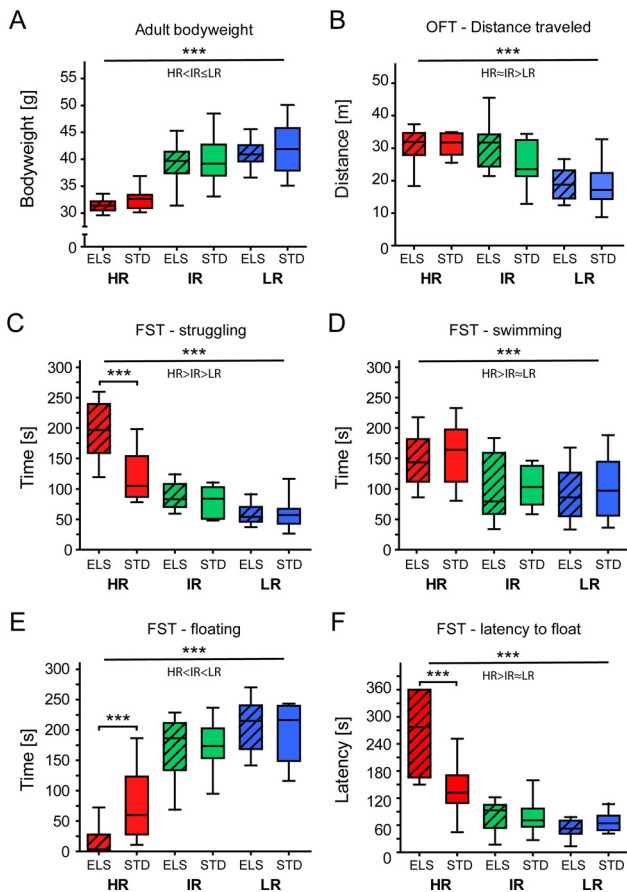 A
Adult bodyweight
***
HR<IR≤LR
Bodyweight [g]
55
50
45
40
35
30
0
ELS STD ELS STD ELS STD
HR IR LR
B
OFT - Distance traveled
***
HR≈IR>LR
Distance [m]
50
40
30
20
10
0
ELS STD ELS STD ELS STD
HR IR LR
C
FST - struggling
***
HR>IR>LR
***
Time [s]
300
250
200
150
100
50
0
ELS STD ELS STD ELS STD
HR IR LR
D
FST - swimming
***
HR>IR≈LR
Time [s]
300
250
200
150
100
50
0
ELS STD ELS STD ELS STD
HR IR LR
E
FST - floating
***
HR<IR<LR
***
Time [s]
300
250
200
150
100
50
0
ELS STD ELS STD ELS STD
HR IR LR
F
FST - latency to float
***
HR>IR≈LR
***
Latency [s]
360
300
240
180
120
60
0
ELS STD ELS STD ELS STD
HR IR LR